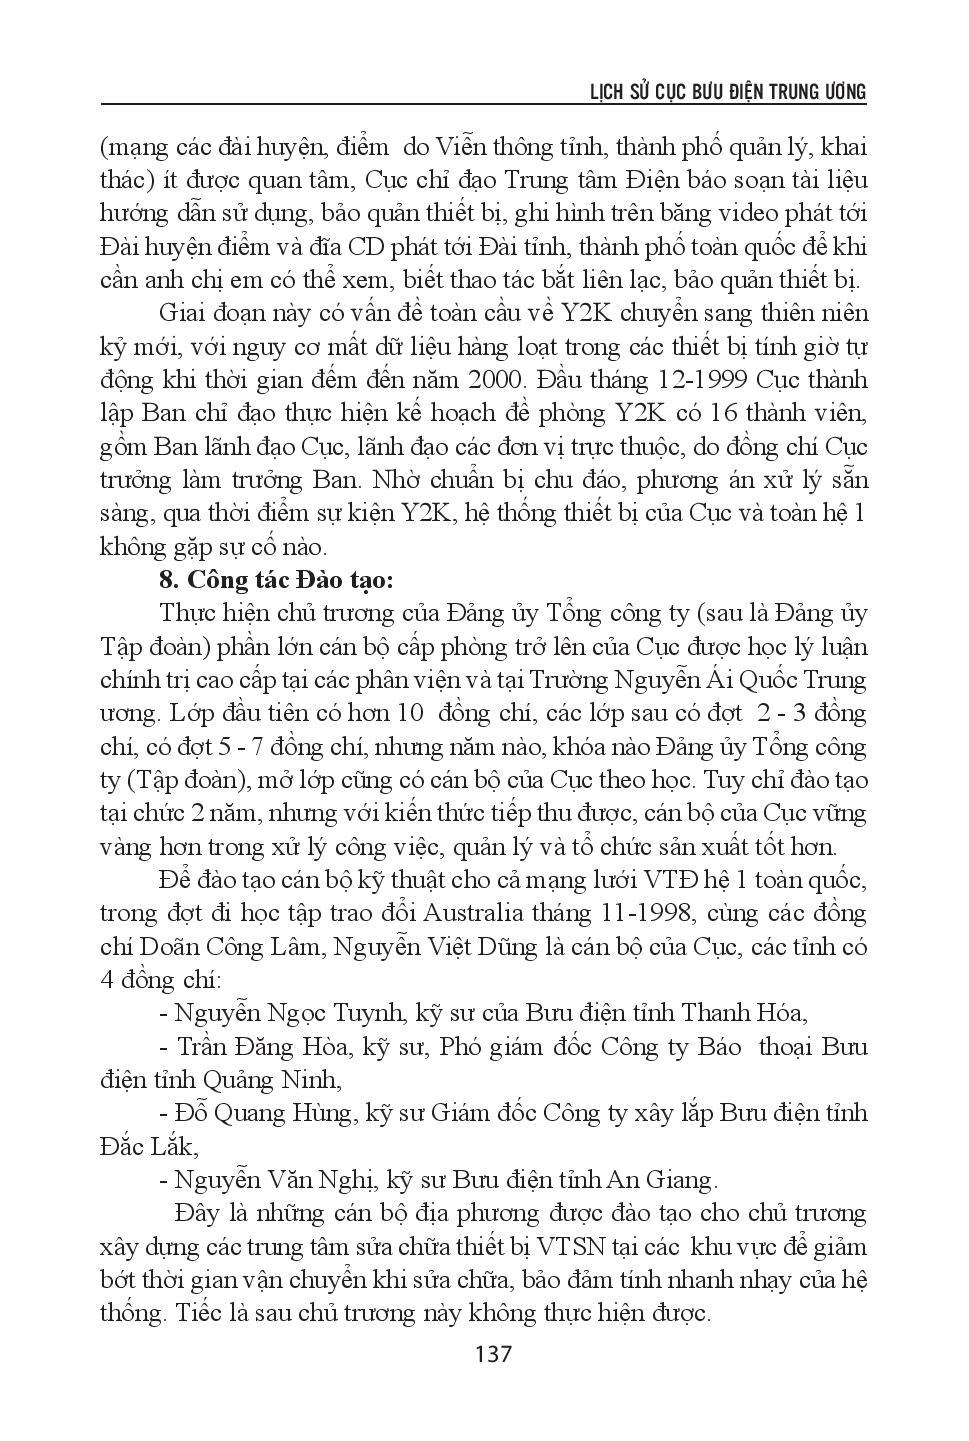 LỊCH SỬ CỤC BƯU ĐIỆN TRUNG ƯƠNG
(mạng các đài huyện, điểm do Viễn thông tỉnh, thành phố quản lý, khai
thác) ít được quan tâm, Cục chỉ đạo Trung tâm Điện báo soạn tài liệu
hướng dẫn sử dụng, bảo quản thiết bị, ghi hình trên băng video phát tới
Đài huyện điểm và đĩa CD phát tới Đài tỉnh, thành phố toàn quốc để khi
cần anh chị em có thể xem, biết thao tác bắt liên lạc, bảo quản thiết bị.
Giai đoạn này có vấn đề toàn cầu về Y2K chuyển sang thiên niên
kỷ mới, với nguy cơ mất dữ liệu hàng loạt trong các thiết bị tính giờ tự
động khi thời gian đếm đến năm 2000. Đầu tháng 12-1999 Cục thành
lập Ban chỉ đạo thực hiện kế hoạch đề phòng Y2K có 16 thành viên,
gồm Ban lãnh đạo Cục, lãnh đạo các đơn vị trực thuộc, do đồng chí Cục
trưởng làm trưởng Ban. Nhờ chuẩn bị chu đáo, phương án xử lý sẵn
sàng, qua thời điểm sự kiện Y2K, hệ thống thiết bị của Cục và toàn hệ 1
không gặp sự cố nào.
8. Công tác Đào tạo:
Thực hiện chủ trương của Đảng ủy Tổng công ty (sau là Đảng ủy
Tập đoàn) phần lớn cán bộ cấp phòng trở lên của Cục được học lý luận
chính trị cao cấp tại các phân viện và tại Trường Nguyễn Ái Quốc Trung
ương. Lớp đầu tiên có hơn 10 đồng chí, các lớp sau có đợt 2 - 3 đồng
chí, có đợt 5 - 7 đồng chí, nhưng năm nào, khóa nào Đảng ủy Tổng công
ty (Tập đoàn), mở lớp cũng có cán bộ của Cục theo học. Tuy chỉ đào tạo
tại chức 2 năm, nhưng với kiến thức tiếp thu được, cán bộ của Cục vững
vàng hơn trong xử lý công việc, quản lý và tổ chức sản xuất tốt hơn.
Để đào tạo cán bộ kỹ thuật cho cả mạng lưới VTĐ hệ 1 toàn quốc,
trong đợt đi học tập trao đổi Australia tháng 11-1998, cùng các đồng
chí Doãn Công Lâm, Nguyễn Việt Dũng là cán bộ của Cục, các tỉnh có
4 đồng chí:
- Nguyễn Ngọc Tuynh, kỹ sư của Bưu điện tỉnh Thanh Hóa,
- Trần Đăng Hòa, kỹ sư, Phó giám đốc Công ty Báo thoại Bưu
điện tỉnh Quảng Ninh,
- Đỗ Quang Hùng, kỹ sư Giám đốc Công ty xây lắp Bưu điện tỉnh
Đắc Lắk,
- Nguyễn Văn Nghị, kỹ sư Bưu điện tỉnh An Giang.
Đây là những cán bộ địa phương được đào tạo cho chủ trương
xây dựng các trung tâm sửa chữa thiết bị VTSN tại các khu vực để giảm
bớt thời gian vận chuyển khi sửa chữa, bảo đảm tính nhanh nhạy của hệ
thống. Tiếc là sau chủ trương này không thực hiện được.
137